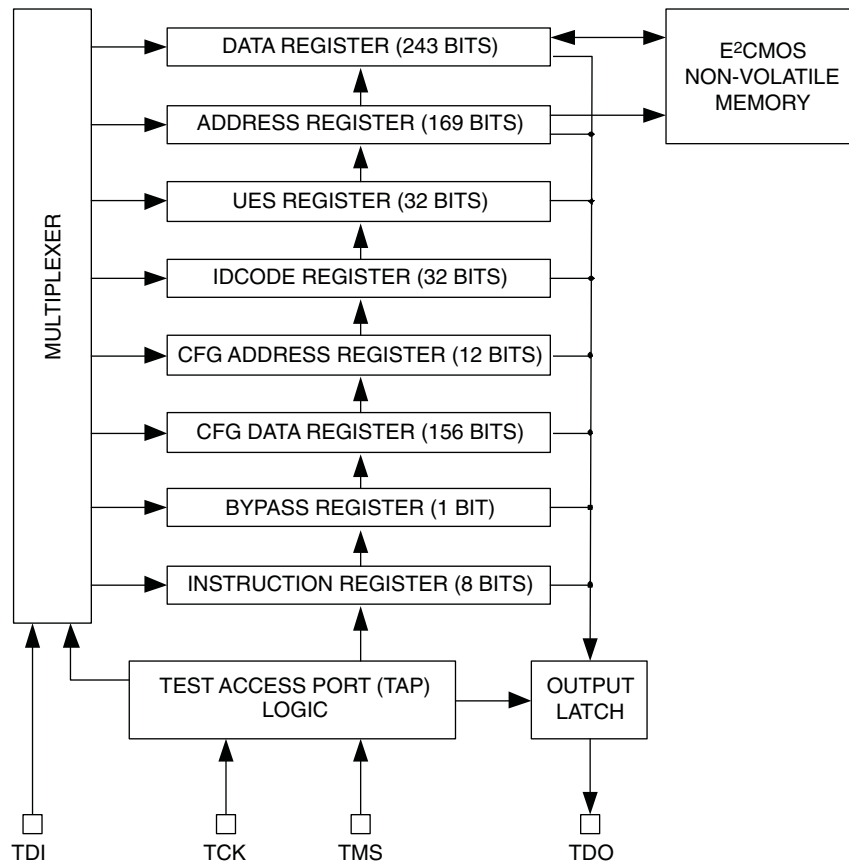 DATA REGISTER (243 BITS)
E²CMOS
NON-VOLATILE
MEMORY
ADDRESS REGISTER (169 BITS)
UES REGISTER (32 BITS)
IDCODE REGISTER (32 BITS)
MULTIPLEXER
CFG ADDRESS REGISTER (12 BITS)
CFG DATA REGISTER (156 BITS)
BYPASS REGISTER (1 BIT)
INSTRUCTION REGISTER (8 BITS)
TEST ACCESS PORT (TAP)
LOGIC
OUTPUT
LATCH
TDI
TCK
TMS
TDO